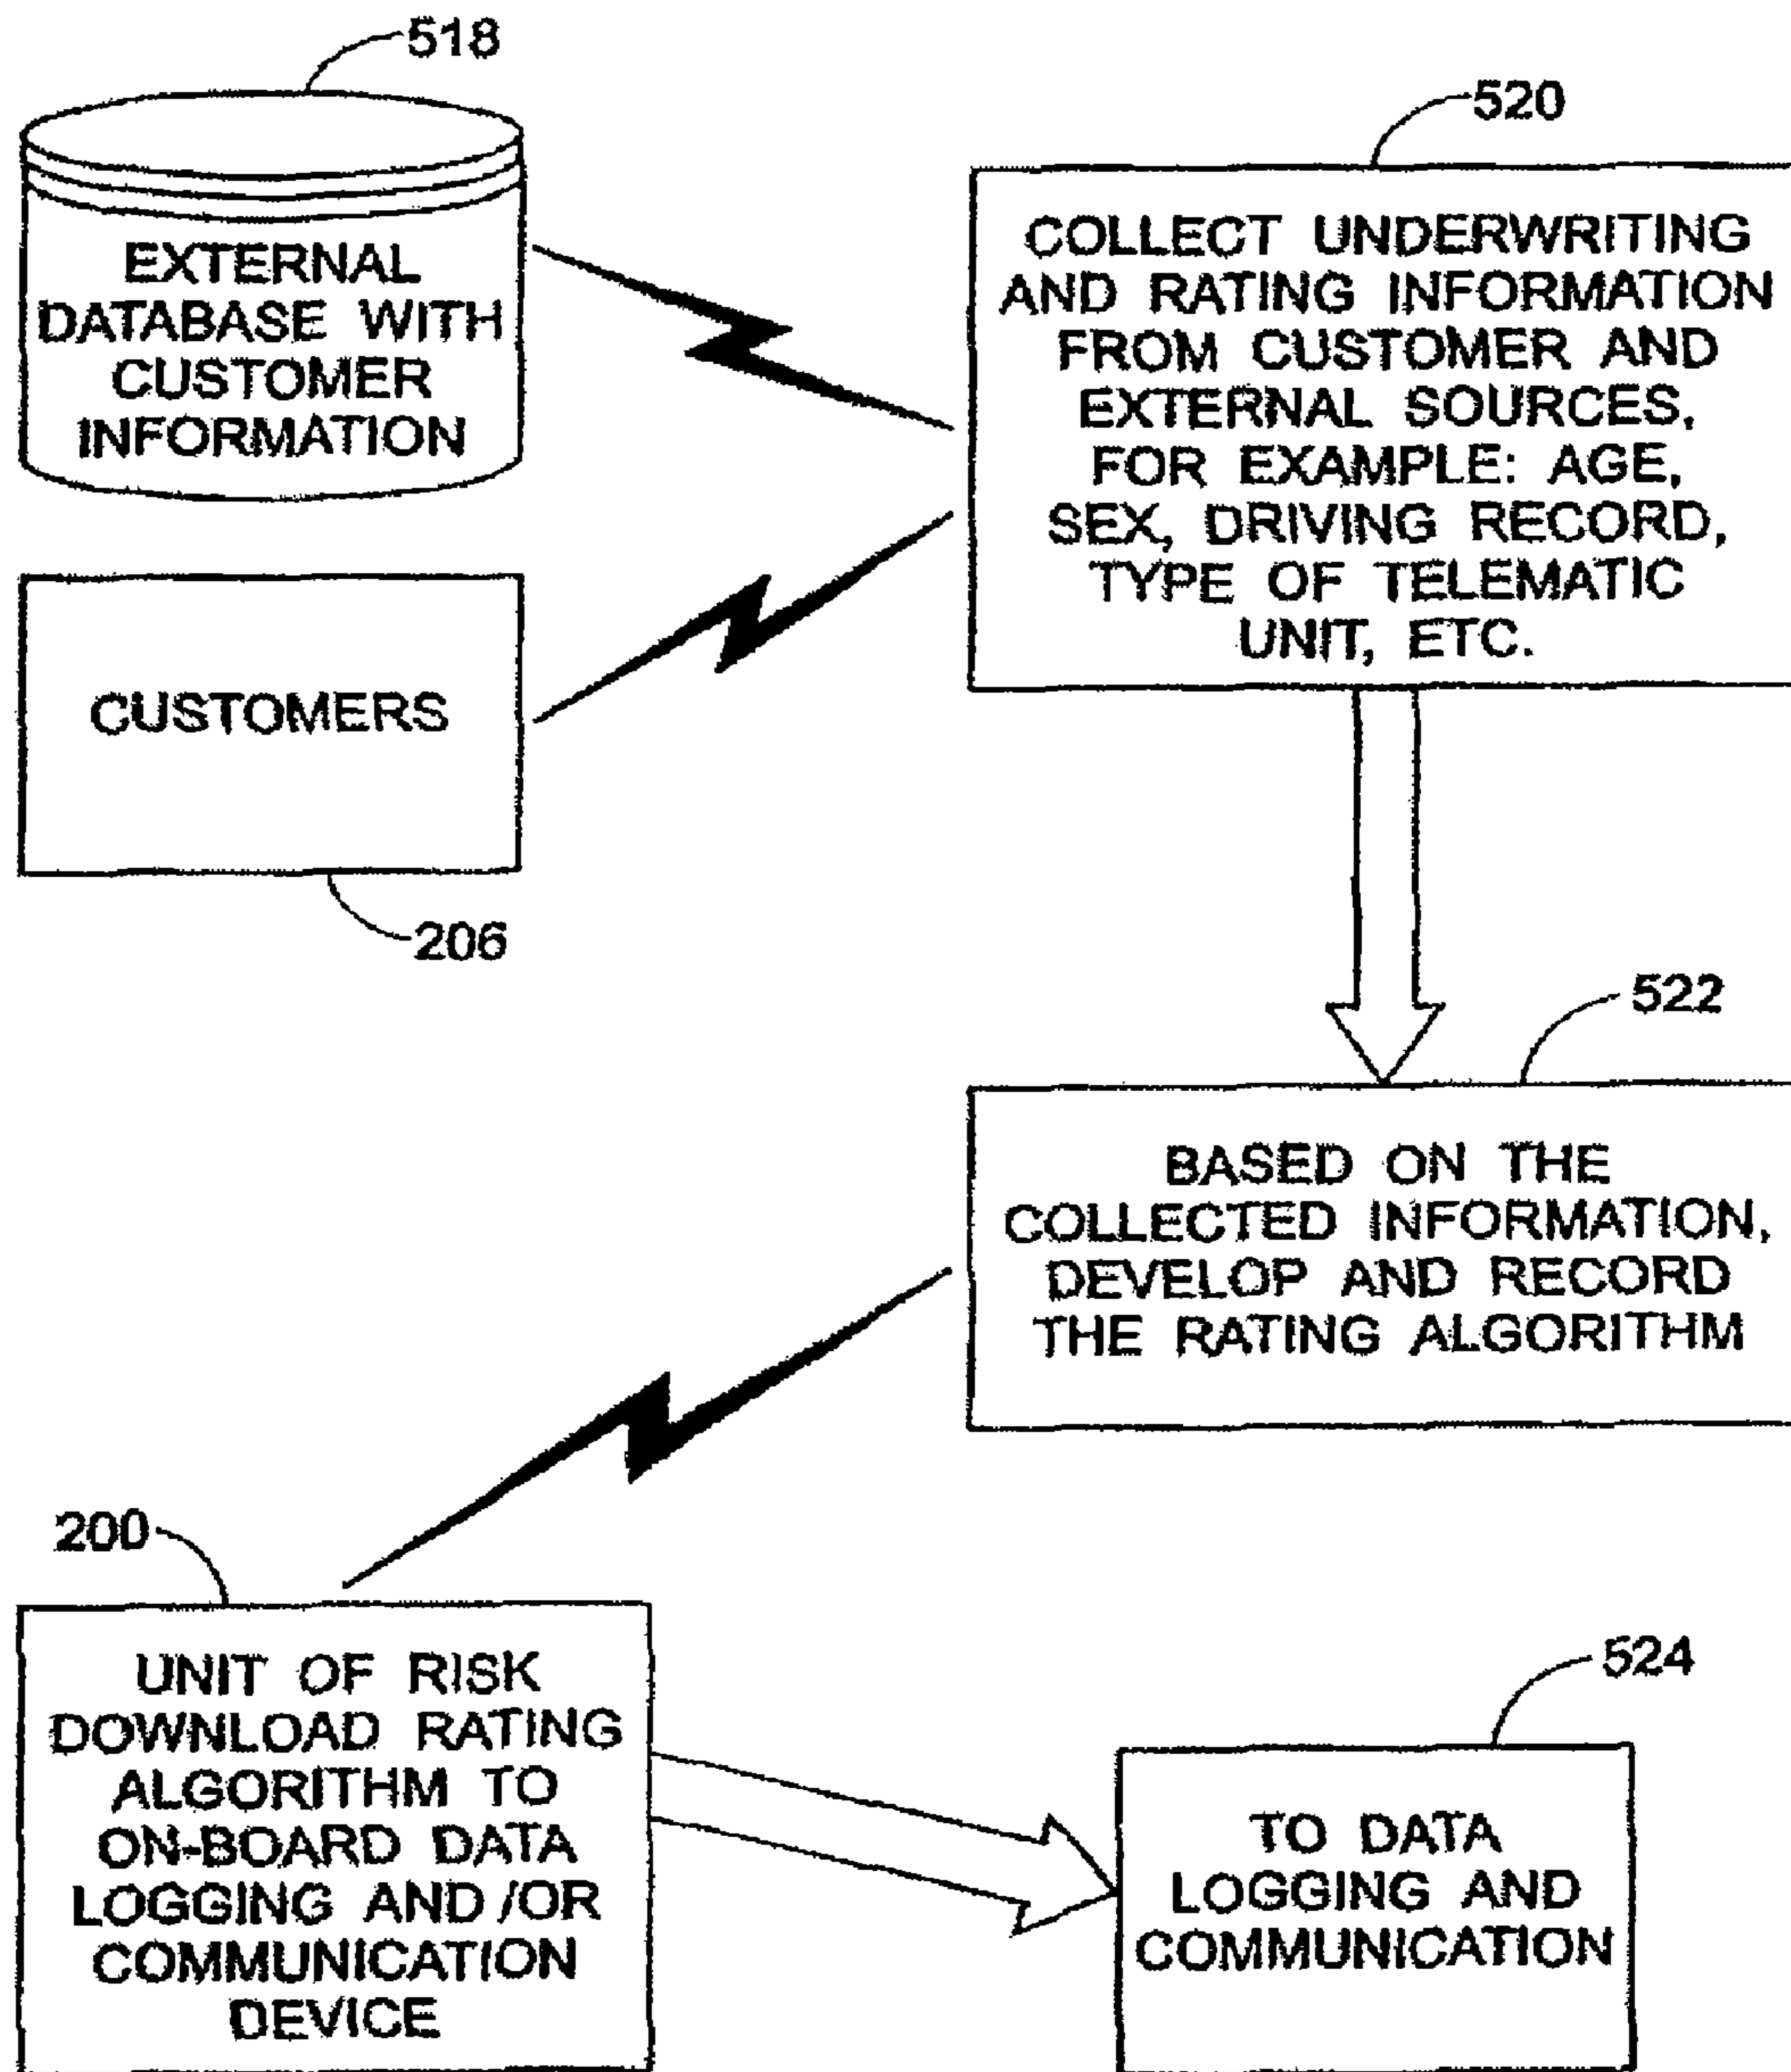 518
EXTERNAL
DATABASE WITH
CUSTOMER
INFORMATION
520
COLLECT UNDERWRITING
AND RATING INFORMATION
FROM CUSTOMER AND
EXTERNAL SOURCES,
FOR EXAMPLE: AGE,
SEX, DRIVING RECORD,
TYPE OF TELEMATIC
UNIT, ETC.
CUSTOMERS
206
522
BASED ON THE
COLLECTED INFORMATION,
DEVELOP AND RECORD
THE RATING ALGORITHM
200
UNIT OF RISK
DOWNLOAD RATING
ALGORITHM TO
ON-BOARD DATA
LOGGING AND /OR
COMMUNICATION
DEVICE
524
TO DATA
LOGGING AND
COMMUNICATION